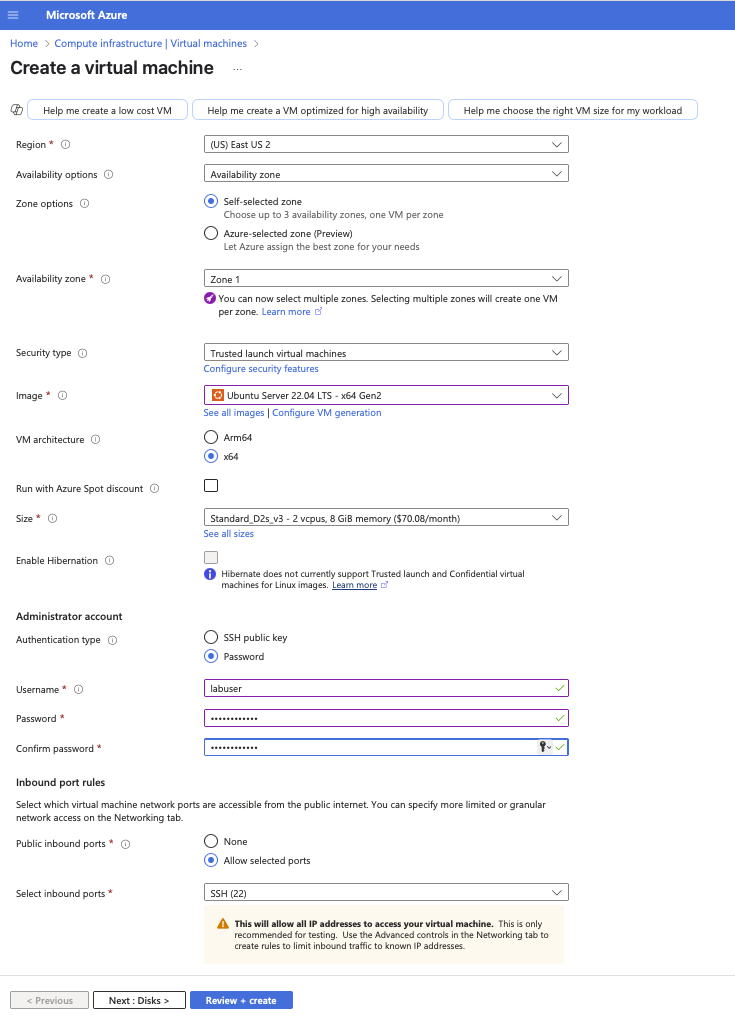 Microsoft Azure
Home > Compute infrastructure | Virtual machines >
Create a virtual machine ...
Help me create a low cost VM
Help me create a VM optimized for high availability
Help me choose the right VM size for my workload
Region *
(US) East US 2
Availability options
Availability zone
Zone options
Self-selected zone
Choose up to 3 availability zones, one VM per zone
Azure-selected zone (Preview)
Let Azure assign the best zone for your needs
Availability zone *
Zone 1
You can now select multiple zones. Selecting multiple zones will create one VM
per zone. Learn more
Security type
Trusted launch virtual machines
Configure security features
Image *
Ubuntu Server 22.04 LTS - x64 Gen2
See all images | Configure VM generation
VM architecture
Arm64
x64
Run with Azure Spot discount
Size *
Standard_D2s_v3 - 2 vcpus, 8 GiB memory ($70.08/month)
See all sizes
Enable Hibernation
Hibernate does not currently support Trusted launch and Confidential virtual
machines for Linux images. Learn more
Administrator account
Authentication type
SSH public key
Password
Username *
labuser
Password *
••••••••••••
Confirm password *
••••••••••••
Inbound port rules
Select which virtual machine network ports are accessible from the public internet. You can specify more limited or granular
network access on the Networking tab.
Public inbound ports *
None
Allow selected ports
Select inbound ports *
SSH (22)
This will allow all IP addresses to access your virtual machine. This is only
recommended for testing. Use the Advanced controls in the Networking tab to
create rules to limit inbound traffic to known IP addresses.
< Previous
Next : Disks >
Review + create